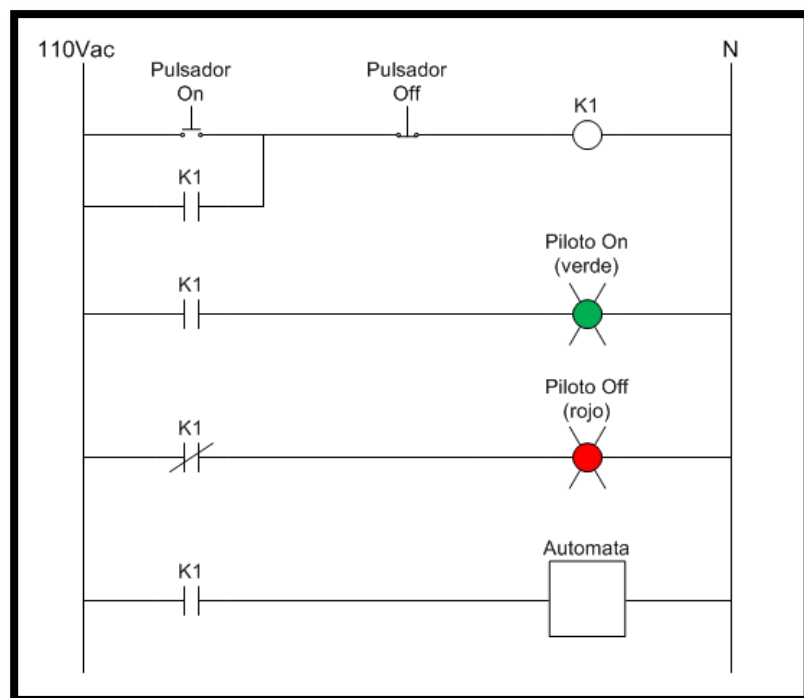 110Vac
N
Pulsador
On
Pulsador
Off
K1
K1
K1
Piloto On
(verde)
K1
Piloto Off
(rojo)
K1
Automata